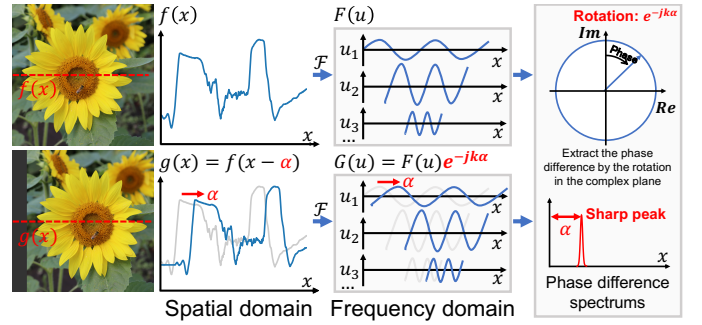 f(x)
f(x)
x
ℱ
F(u)
u₁
x
u₂
x
u₃
x
...
Rotation: e^{-jkα}
Im
Phase
Re
Extract the phase
difference by the rotation
in the complex plane
g(x)
g(x) = f(x − α)
α
x
Spatial domain
ℱ
G(u) = F(u)e^{-jkα}
α
u₁
x
u₂
x
u₃
x
...
Frequency domain
Sharp peak
α
x
Phase difference
spectrums